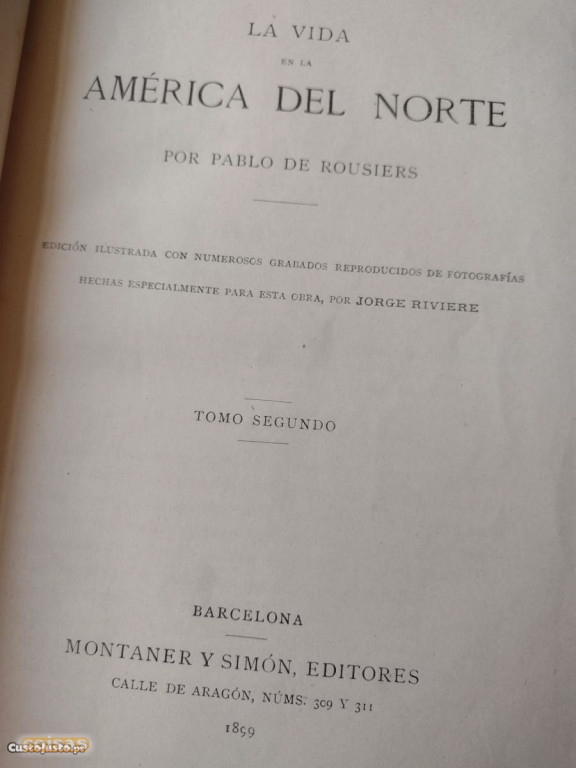 LA VIDA
EN LA
AMÉRICA DEL NORTE
POR PABLO DE ROUSIERS
EDICIÓN ILUSTRADA CON NUMEROSOS GRABADOS REPRODUCIDOS DE FOTOGRAFÍAS
HECHAS ESPECIALMENTE PARA ESTA OBRA, POR JORGE RIVIERE
TOMO SEGUNDO
BARCELONA
MONTANER Y SIMÓN, EDITORES
CALLE DE ARAGÓN, NÚMS. 309 Y 311
1899
coisas
CustoJusto.pt